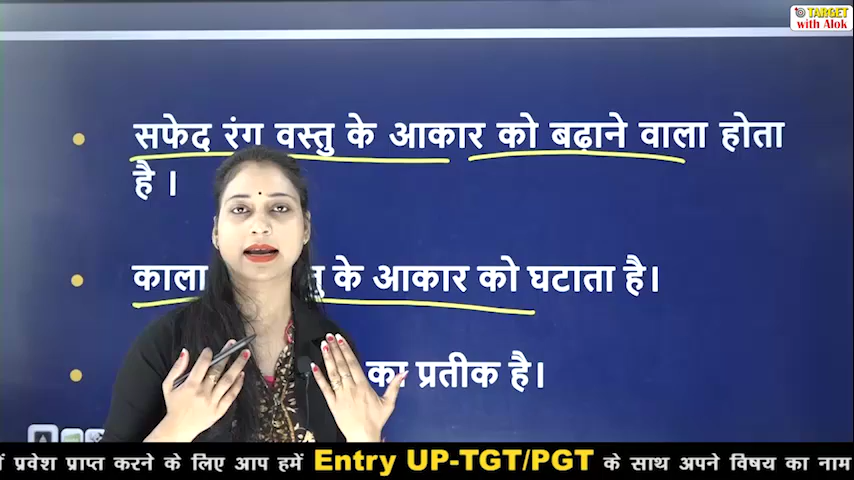 TARGET
with Alok
सफेद रंग वस्तु के आकार को बढ़ाने वाला होता
है ।
काला के आकार को घटाता है।
का प्रतीक है।
प्रवेश प्राप्त करने के लिए आप हमें Entry UP-TGT/PGT के साथ अपने विषय का नाम